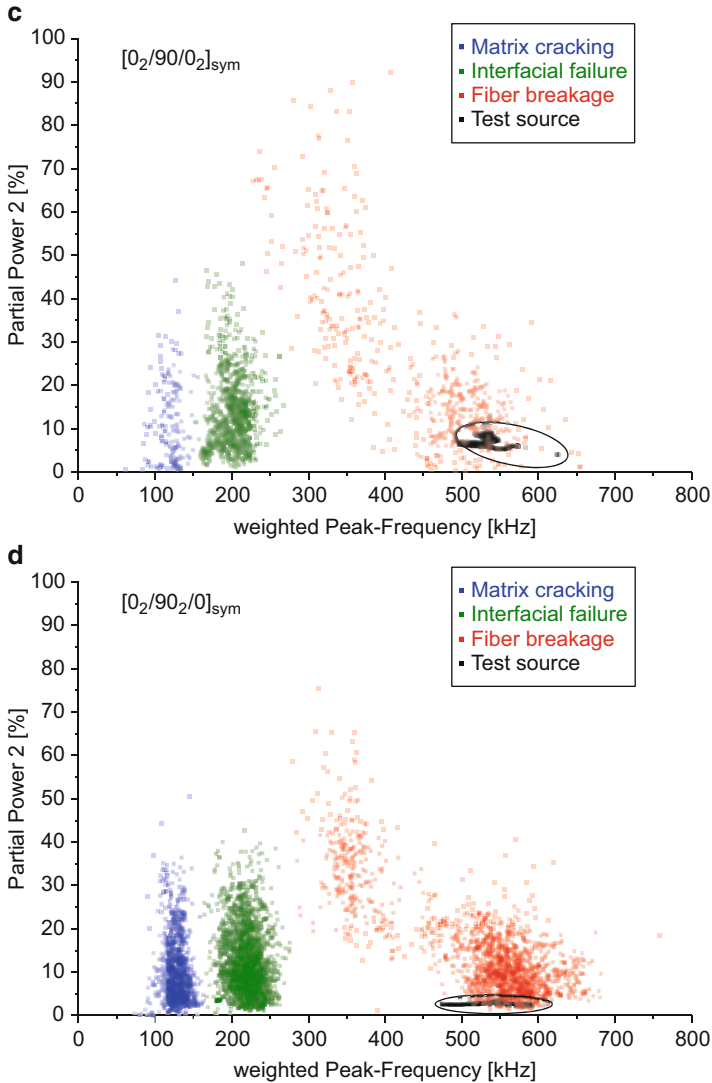 c
[0₂/90/0₂]sym
Matrix cracking
Interfacial failure
Fiber breakage
Test source
Partial Power 2 [%]
100
90
80
70
60
50
40
30
20
10
0
0 100 200 300 400 500 600 700 800
weighted Peak-Frequency [kHz]
d
[0₂/90₂/0]sym
Matrix cracking
Interfacial failure
Fiber breakage
Test source
Partial Power 2 [%]
100
90
80
70
60
50
40
30
20
10
0
0 100 200 300 400 500 600 700 800
weighted Peak-Frequency [kHz]